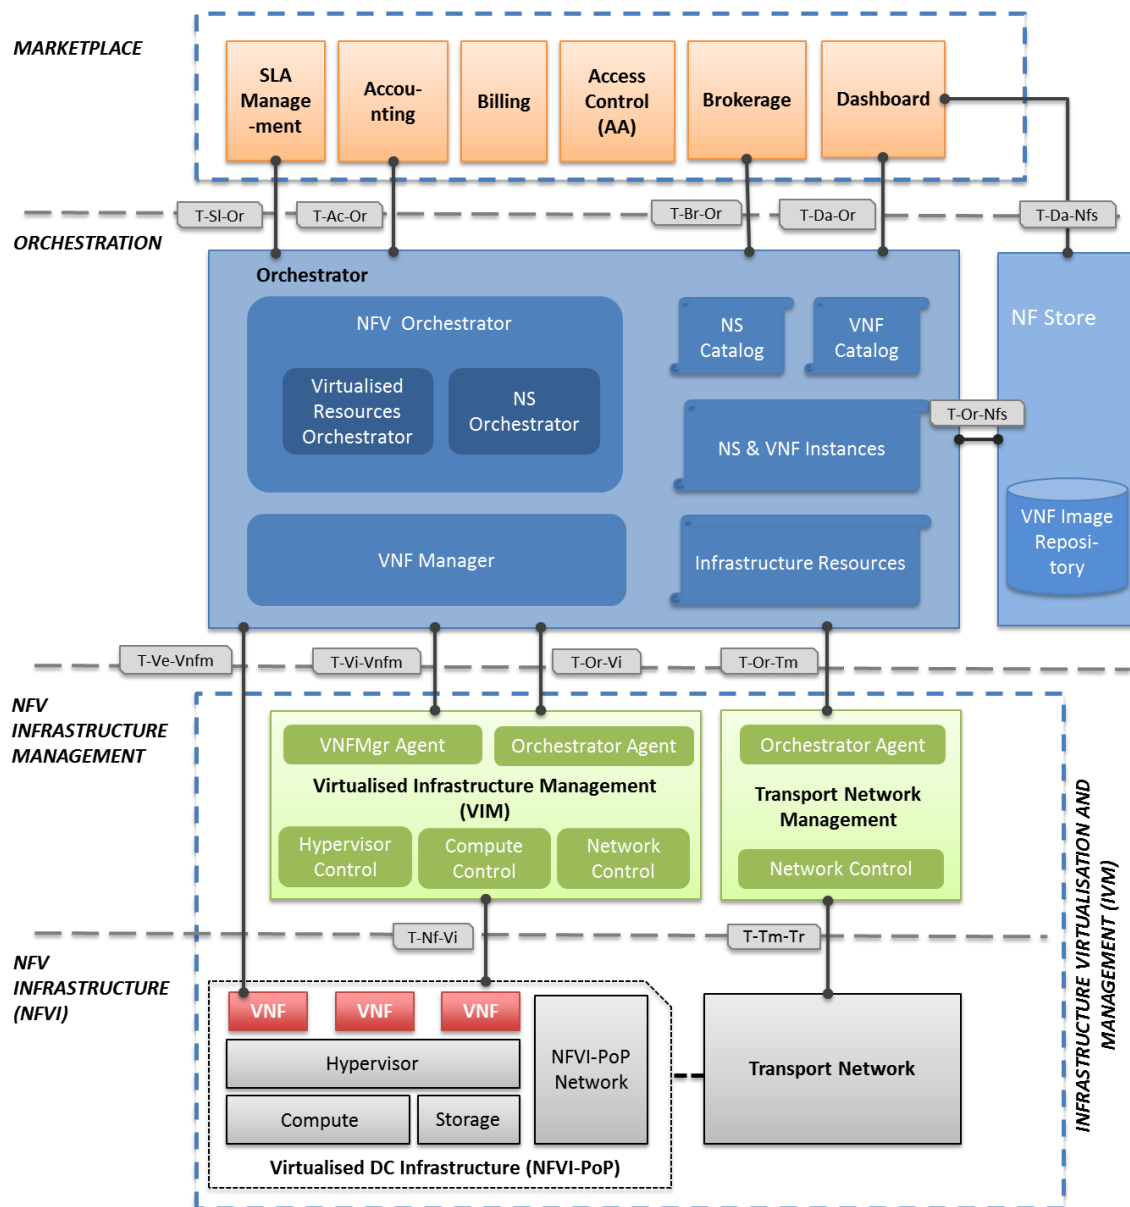 MARKETPLACE
SLA
Manage
-ment
Accou-
nting
Billing
Access
Control
(AA)
Brokerage
Dashboard
T-Sl-Or
T-Ac-Or
T-Br-Or
T-Da-Or
T-Da-Nfs
ORCHESTRATION
Orchestrator
NFV Orchestrator
Virtualised
Resources
Orchestrator
NS
Orchestrator
NS
Catalog
VNF
Catalog
NF Store
T-Or-Nfs
NS & VNF Instances
VNF Manager
Infrastructure Resources
VNF Image
Reposi-
tory
T-Ve-Vnfm
T-Vi-Vnfm
T-Or-Vi
T-Or-Tm
NFV
INFRASTRUCTURE
MANAGEMENT
VNFMgr Agent
Orchestrator Agent
Virtualised Infrastructure Management
(VIM)
Hypervisor
Control
Compute
Control
Network
Control
Orchestrator Agent
Transport Network
Management
Network Control
INFRASTRUCTURE VIRTUALISATION AND
MANAGEMENT (IVM)
T-Nf-Vi
T-Tm-Tr
NFV
INFRASTRUCTURE
(NFVI)
VNF
VNF
VNF
Hypervisor
Compute
Storage
NFVI-PoP
Network
Virtualised DC Infrastructure (NFVI-PoP)
Transport Network